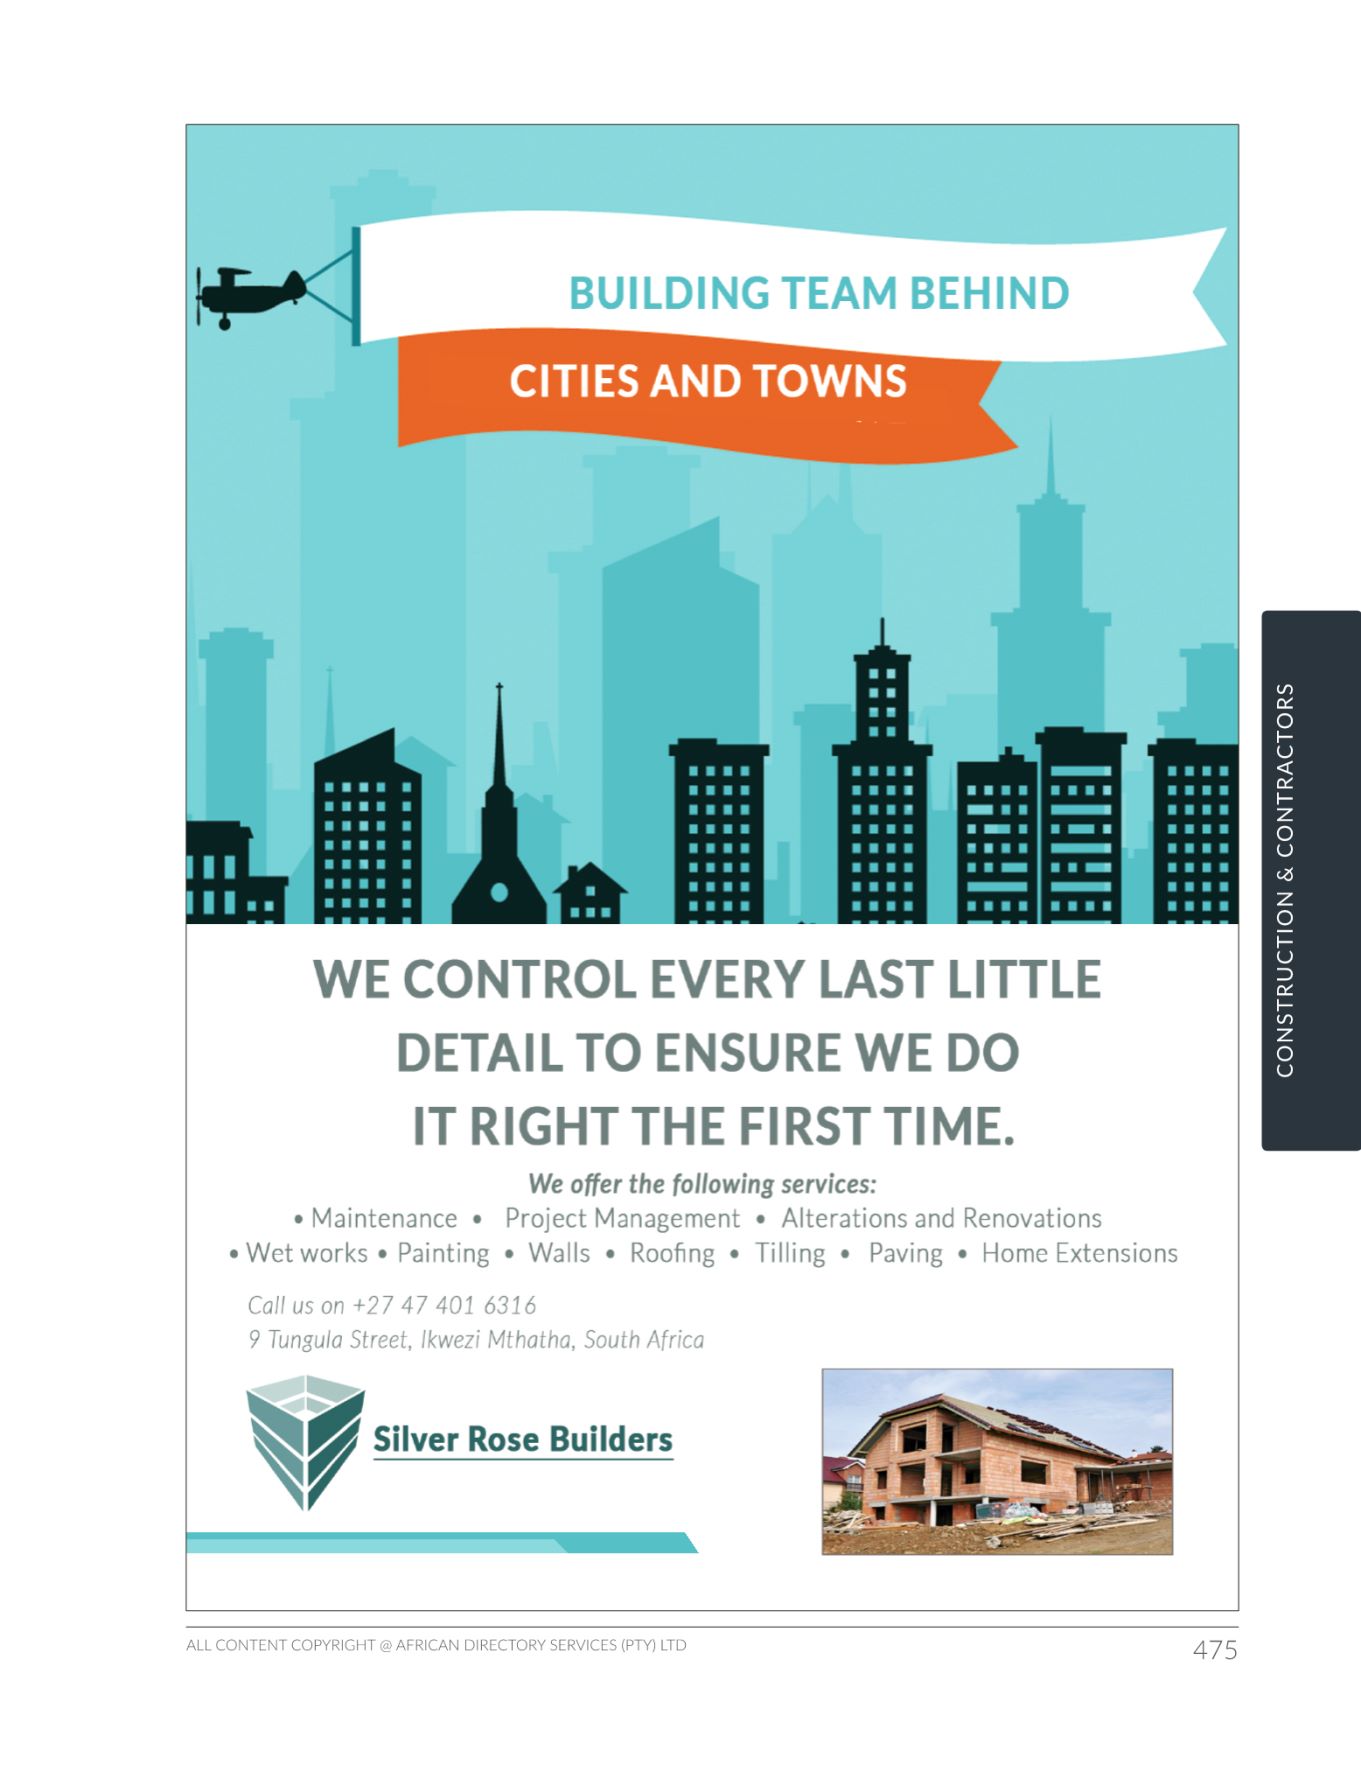 BUILDING TEAM BEHIND
CITIES AND TOWNS
WE CONTROL EVERY LAST LITTLE
DETAIL TO ENSURE WE DO
IT RIGHT THE FIRST TIME.
We offer the following services:
• Maintenance • Project Management • Alterations and Renovations
• Wet works • Painting • Walls • Roofing • Tilling • Paving • Home Extensions
Call us on +27 47 401 6316
9 Tungula Street, Ikwezi Mthatha, South Africa
Silver Rose Builders
CONSTRUCTION & CONTRACTORS
ALL CONTENT COPYRIGHT @ AFRICAN DIRECTORY SERVICES (PTY) LTD
475